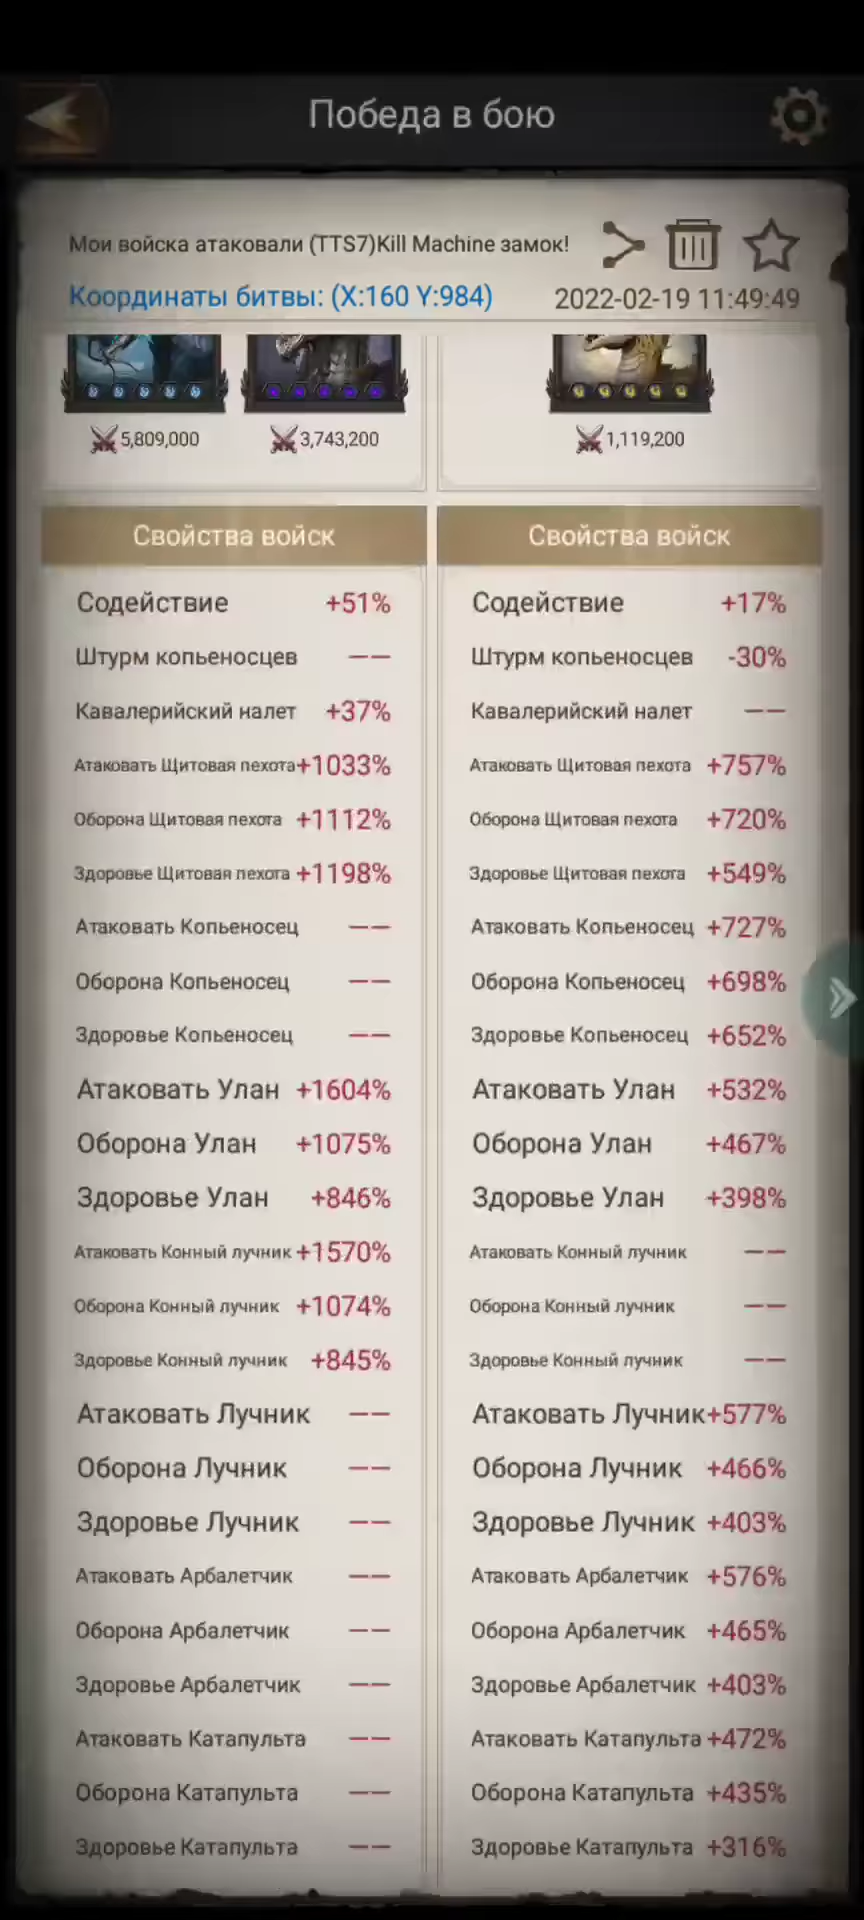 Победа в бою
Мои войска атаковали (TTS7)Kill Machine замок!
Координаты битвы: (X:160 Y:984) 2022-02-19 11:49:49
5,809,000 3,743,200 1,119,200
Свойства войск Свойства войск
Содействие +51% Содействие +17%
Штурм копьеносцев −− Штурм копьеносцев -30%
Кавалерийский налет +37% Кавалерийский налет −−
Атаковать Щитовая пехота+1033% Атаковать Щитовая пехота +757%
Оборона Щитовая пехота +1112% Оборона Щитовая пехота +720%
Здоровье Щитовая пехота +1198% Здоровье Щитовая пехота +549%
Атаковать Копьеносец −− Атаковать Копьеносец +727%
Оборона Копьеносец −− Оборона Копьеносец +698%
Здоровье Копьеносец −− Здоровье Копьеносец +652%
Атаковать Улан +1604% Атаковать Улан +532%
Оборона Улан +1075% Оборона Улан +467%
Здоровье Улан +846% Здоровье Улан +398%
Атаковать Конный лучник +1570% Атаковать Конный лучник −−
Оборона Конный лучник +1074% Оборона Конный лучник −−
Здоровье Конный лучник +845% Здоровье Конный лучник −−
Атаковать Лучник −− Атаковать Лучник+577%
Оборона Лучник −− Оборона Лучник +466%
Здоровье Лучник −− Здоровье Лучник +403%
Атаковать Арбалетчик −− Атаковать Арбалетчик +576%
Оборона Арбалетчик −− Оборона Арбалетчик +465%
Здоровье Арбалетчик −− Здоровье Арбалетчик +403%
Атаковать Катапульта −− Атаковать Катапульта +472%
Оборона Катапульта −− Оборона Катапульта +435%
Здоровье Катапульта −− Здоровье Катапульта +316%